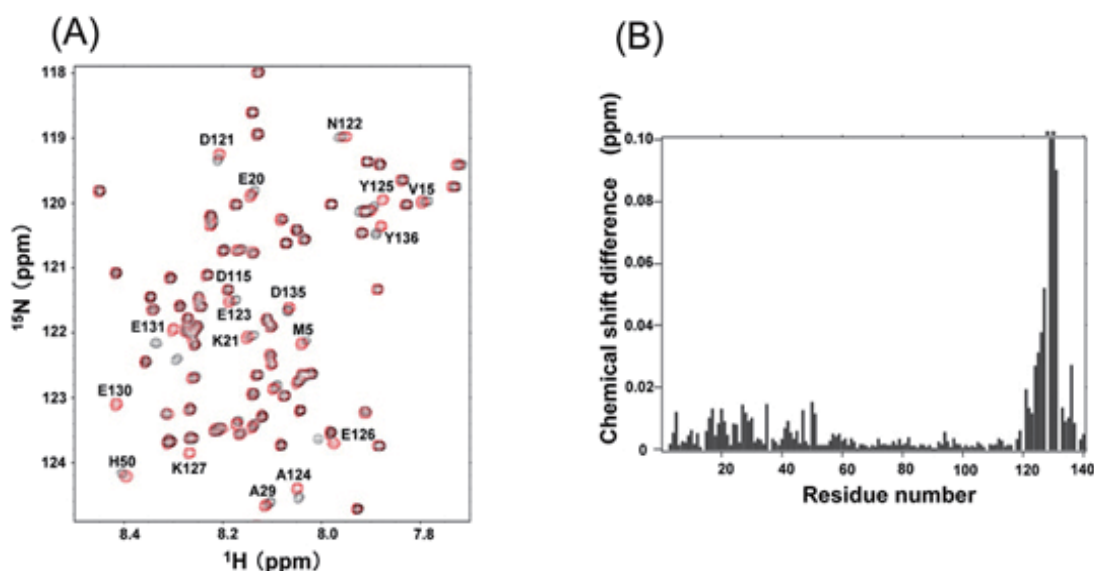 (A)
118
119
120
121
122
123
124
¹⁵N (ppm)
D121
N122
E20
Y125
V15
Y136
D115
D135
E123
E131
K21
M5
E130
E126
K127
H50
A124
A29
8.4
8.2
8.0
7.8
¹H (ppm)
(B)
Chemical shift difference (ppm)
0.10
0.08
0.06
0.04
0.02
0
20
40
60
80
100
120
140
Residue number